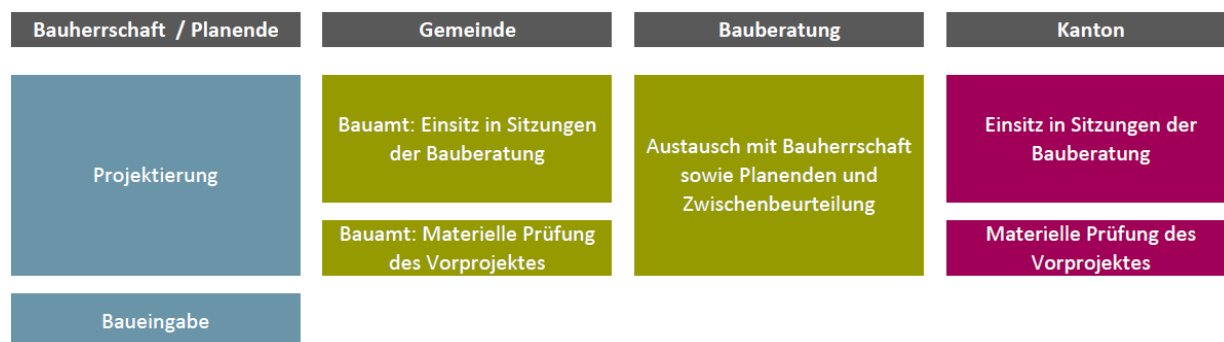 Bauherrschaft / Planende
Gemeinde
Bauberatung
Kanton
Projektierung
Bauamt: Einsitz in Sitzungen
der Bauberatung
Bauamt: Materielle Prüfung
des Vorprojektes
Austausch mit Bauherrschaft
sowie Planenden und
Zwischenbeurteilung
Einsitz in Sitzungen der
Bauberatung
Materielle Prüfung des
Vorprojektes
Baueingabe